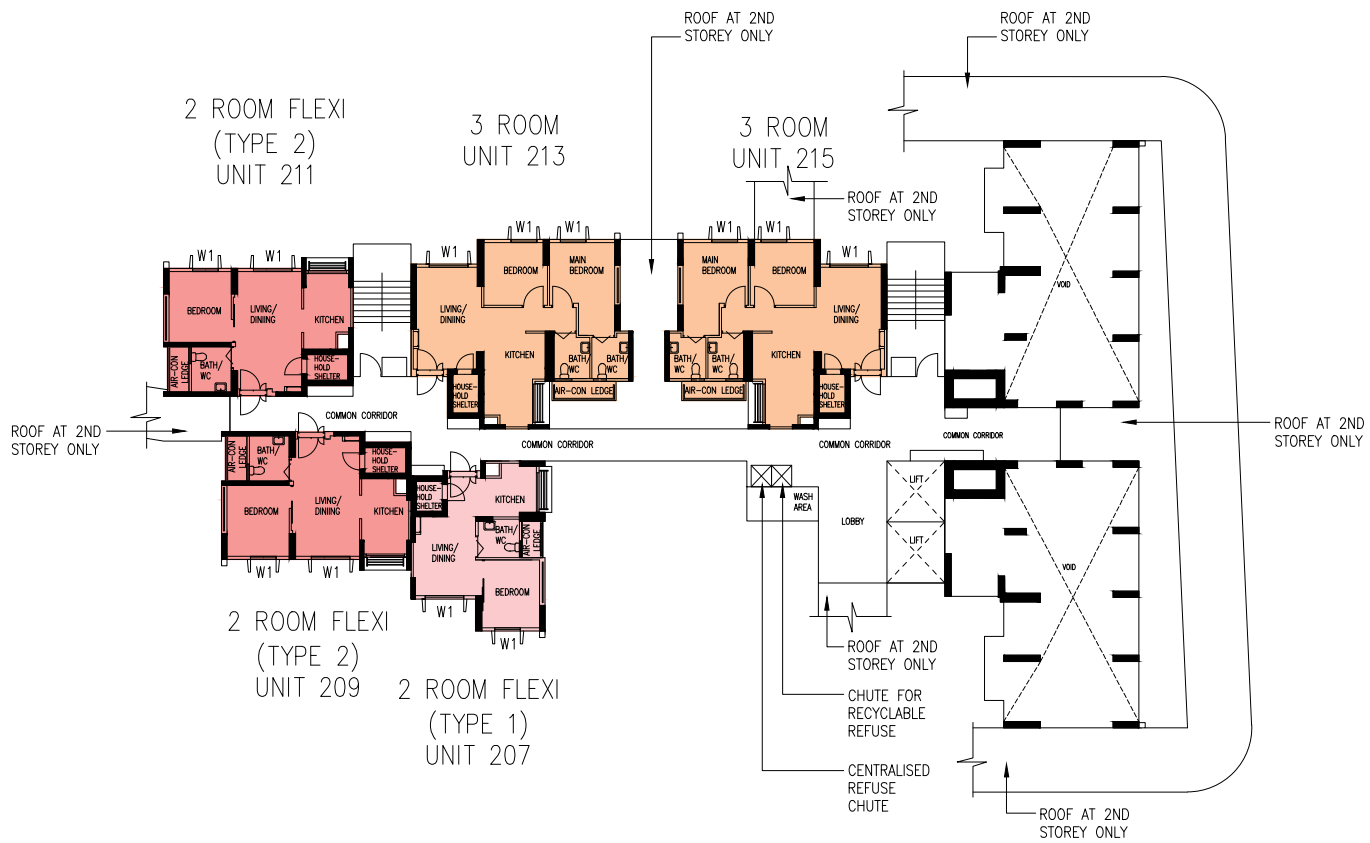 ROOF AT 2ND
STOREY ONLY
ROOF AT 2ND
STOREY ONLY
2 ROOM FLEXI
(TYPE 2)
UNIT 211
3 ROOM
UNIT 213
3 ROOM
UNIT 215
ROOF AT 2ND
STOREY ONLY
W1
W1
W1
W1
W1
W1
W1
W1
BEDROOM
MAIN
BEDROOM
MAIN
BEDROOM
BEDROOM
VOID
BEDROOM
LIVING/
DINIING
KITCHEN
LIVING/
DINIING
LIVING/
DINIING
KITCHEN
KITCHEN
AIR-CON
LEDGE
BATH/
WC
HOUSE-
HOLD
SHELTER
BATH/
WC
BATH/
WC
BATH/
WC
BATH/
WC
HOUSE-
HOLD
SHELTER
AIR-CON LEDGE
AIR-CON LEDGE
HOUSE-
HOLD
SHELTER
COMMON CORRIDOR
ROOF AT 2ND
STOREY ONLY
COMMON CORRIDOR
COMMON CORRIDOR
COMMON CORRIDOR
ROOF AT 2ND
STOREY ONLY
AIR-CON
LEDGE
BATH/
WC
HOUSE-
HOLD
SHELTER
HOUSE-
HOLD
SHELTER
KITCHEN
BEDROOM
LIVING/
DINIING
KITCHEN
LIVING/
DINING
BATH/
WC
AIR-CON
LEDGE
BEDROOM
W1
W1
W1
W1
WASH
AREA
LOBBY
LIFT
LIFT
VOID
2 ROOM FLEXI
(TYPE 2)
UNIT 209
2 ROOM FLEXI
(TYPE 1)
UNIT 207
ROOF AT 2ND
STOREY ONLY
CHUTE FOR
RECYCLABLE
REFUSE
CENTRALISED
REFUSE
CHUTE
ROOF AT 2ND
STOREY ONLY